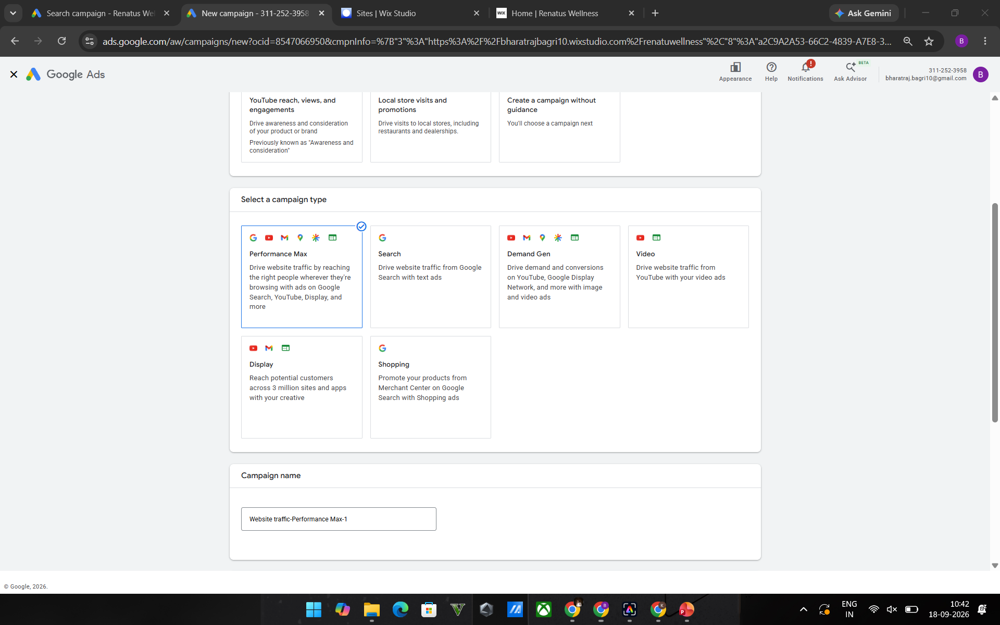 Search campaign - Renatus Wel
New campaign - 311-252-3958
Sites | Wix Studio
WIX
Home | Renatus Wellness
Ask Gemini
ads.google.com/aw/campaigns/new?ocid=8547066950&cmpnInfo=%7B"3"%3A"https%3A%2F%2Fbharatrajbagri10.wixstudio.com%2Frenatuwellness"%2C"8"%3A"a2C9A2A53-66C2-4839-A7E8-3...
B
Google Ads
Appearance
Help
!
Notifications
BETA
Ask Advisor
311-252-3958
bharatraj.bagri10@gmail.com
B
YouTube reach, views, and
engagements
Drive awareness and consideration
of your product or brand
Previously known as "Awareness and
consideration"
Local store visits and
promotions
Drive visits to local stores, including
restaurants and dealerships.
Create a campaign without
guidance
You'll choose a campaign next
Select a campaign type
Performance Max
Drive website traffic by reaching
the right people wherever they're
browsing with ads on Google
Search, YouTube, Display, and
more
Search
Drive website traffic from Google
Search with text ads
Demand Gen
Drive demand and conversions
on YouTube, Google Display
Network, and more with image
and video ads
Video
Drive website traffic from
YouTube with your video ads
Display
Reach potential customers
across 3 million sites and apps
with your creative
Shopping
Promote your products from
Merchant Center on Google
Search with Shopping ads
Campaign name
Website traffic-Performance Max-1
© Google, 2026.
B
K
P
ENG
IN
10:42
18-09-2026